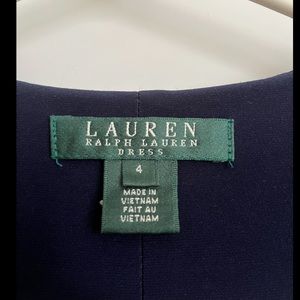 LAUREN
RALPH LAUREN
DRESS
4
MADE IN
VIETNAM
FAIT AU
VIETNAM